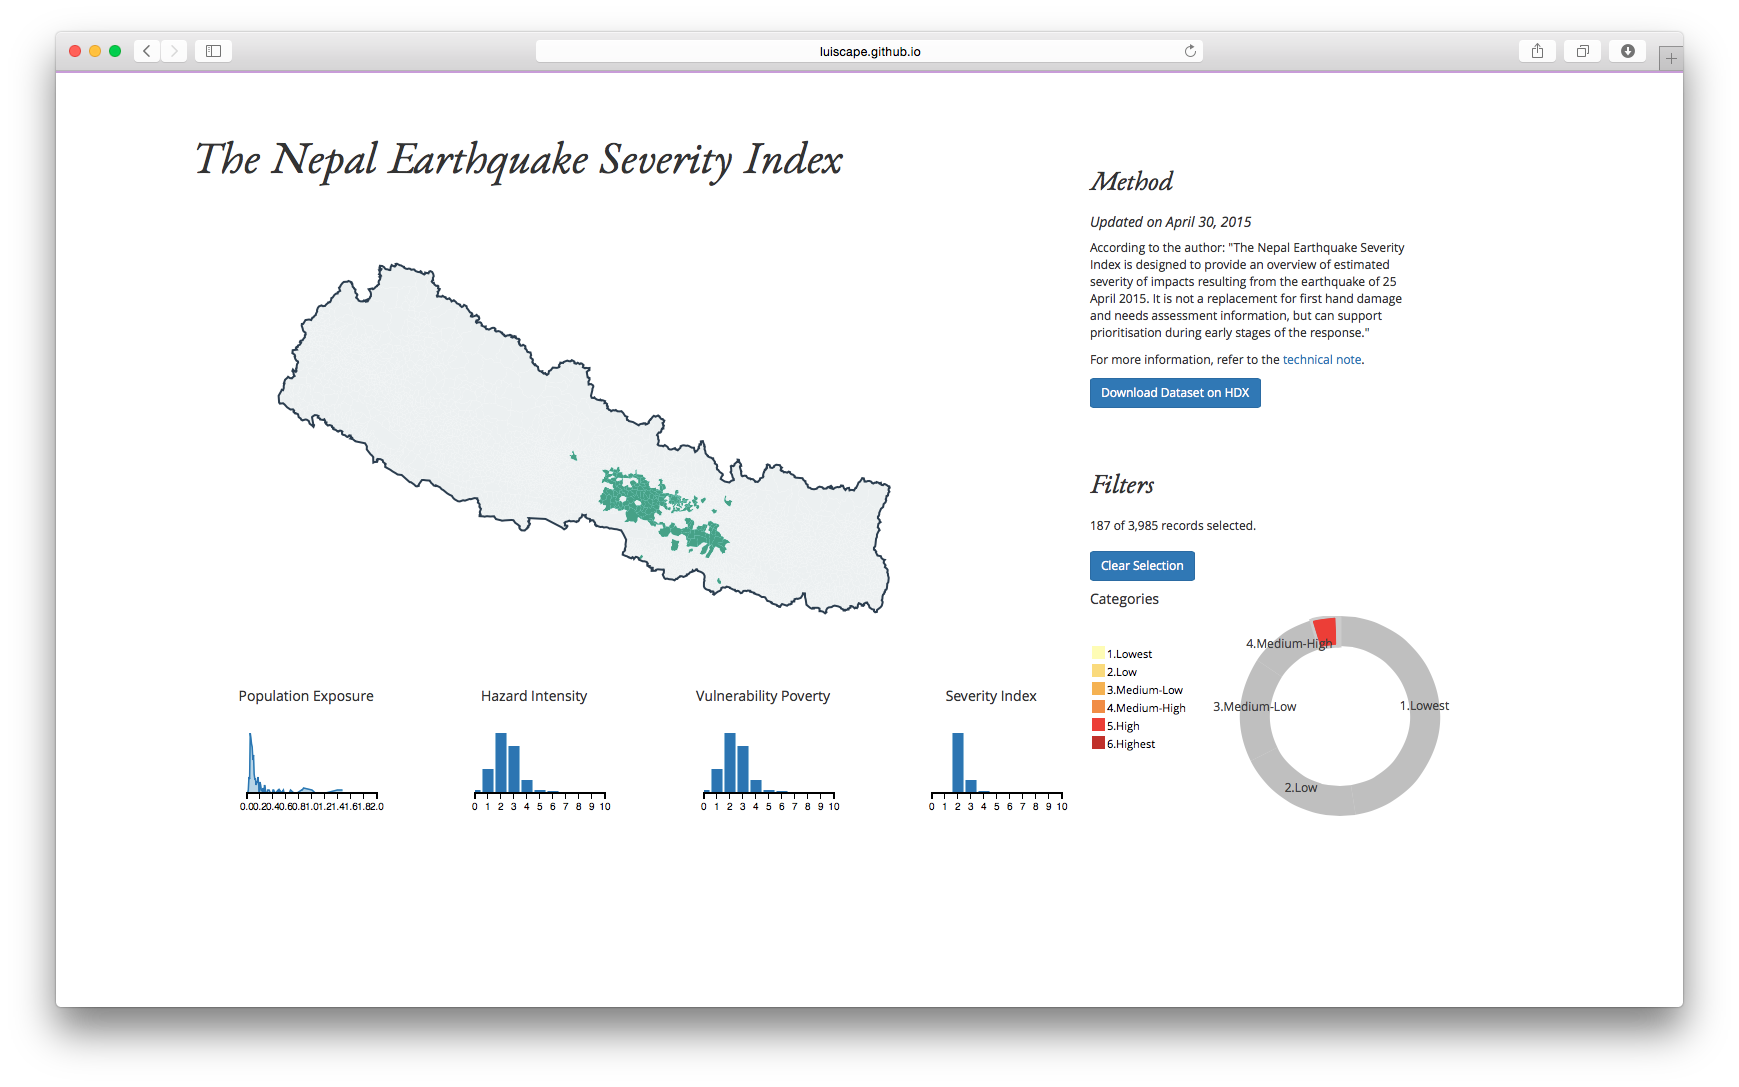 luiscape.github.io
The Nepal Earthquake Severity Index
Method
Updated on April 30, 2015
According to the author: "The Nepal Earthquake Severity
Index is designed to provide an overview of estimated
severity of impacts resulting from the earthquake of 25
April 2015. It is not a replacement for first hand damage
and needs assessment information, but can support
prioritisation during early stages of the response."
For more information, refer to the technical note.
Download Dataset on HDX
Filters
187 of 3,985 records selected.
Clear Selection
Categories
1.Lowest
2.Low
3.Medium-Low
4.Medium-High
5.High
6.Highest
4.Medium-High
3.Medium-Low
1.Lowest
2.Low
Population Exposure
0.0 0.2 0.4 0.6 0.8 1.0 1.2 1.4 1.6 1.8 2.0
Hazard Intensity
0 1 2 3 4 5 6 7 8 9 10
Vulnerability Poverty
0 1 2 3 4 5 6 7 8 9 10
Severity Index
0 1 2 3 4 5 6 7 8 9 10